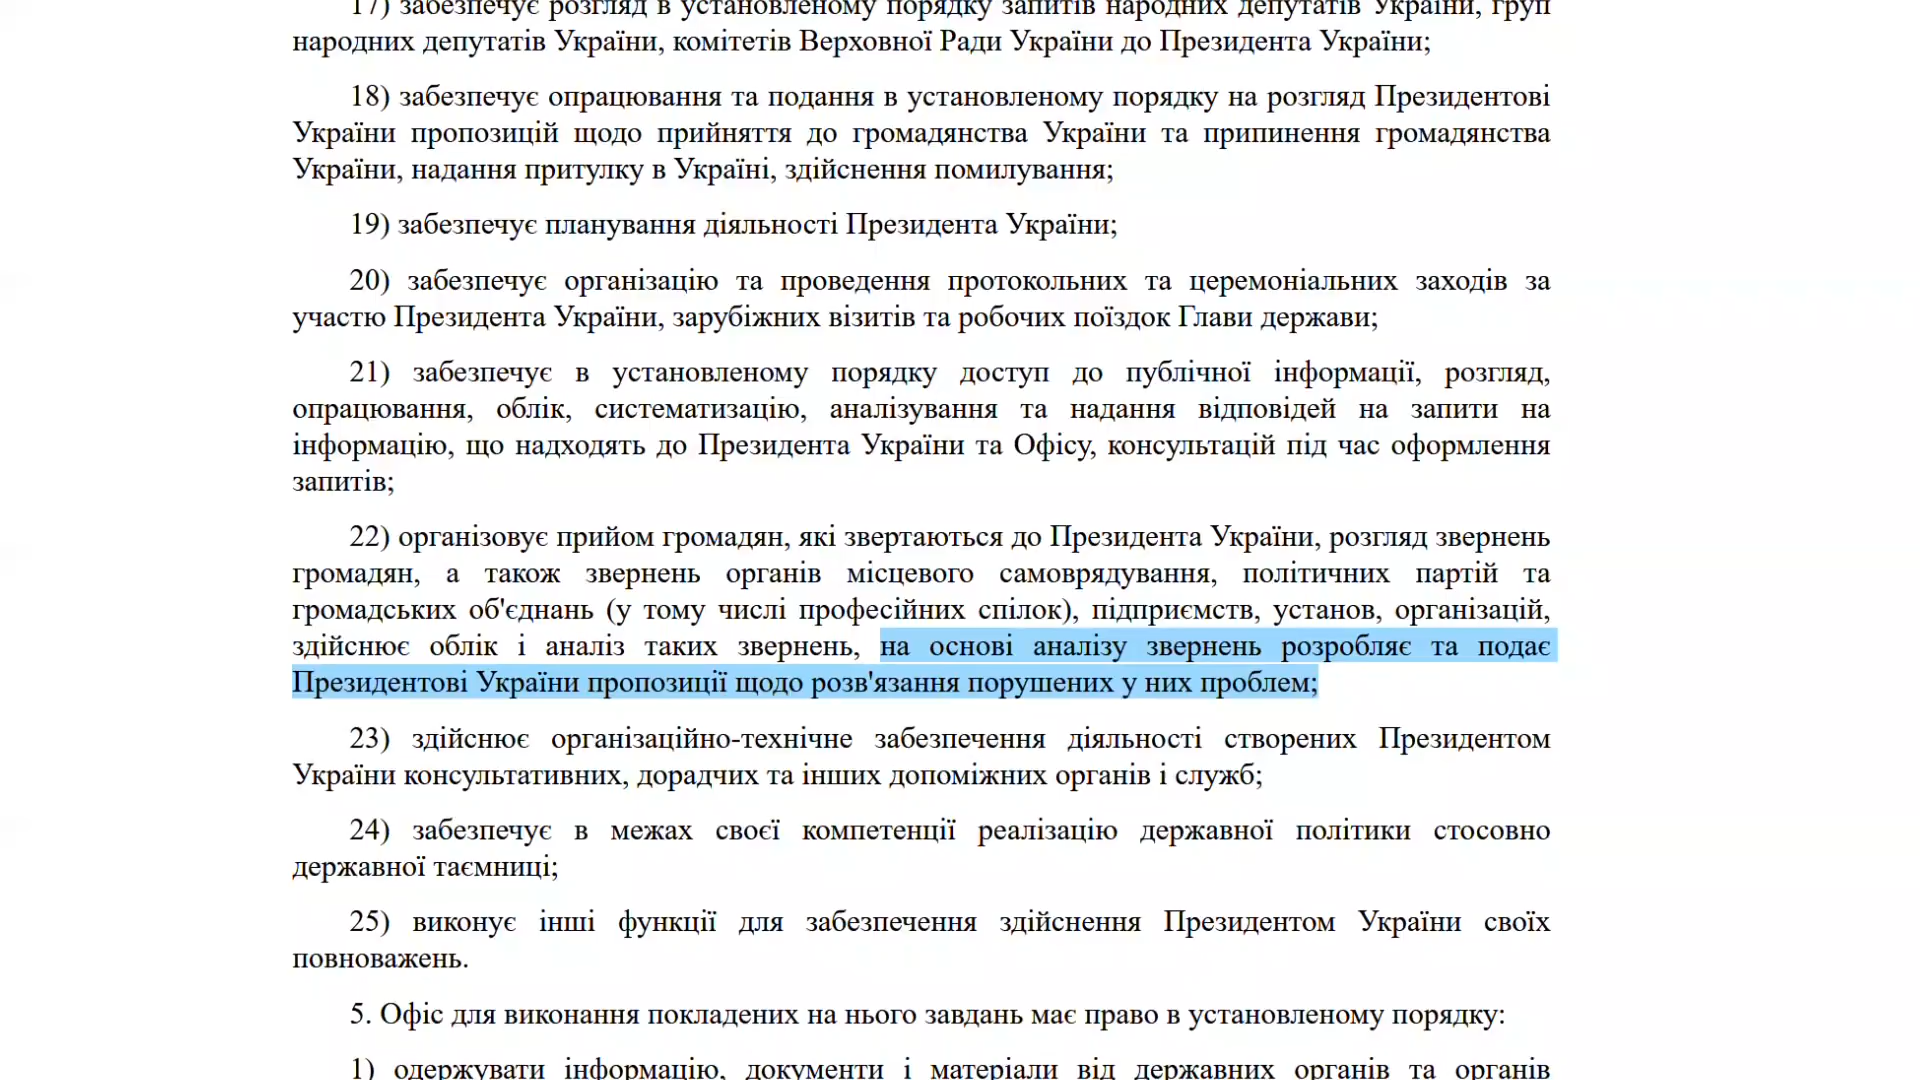 17) забезпечує розгляд в установленому порядку запитів народних депутатів України, груп
народних депутатів України, комітетів Верховної Ради України до Президента України;
18) забезпечує опрацювання та подання в установленому порядку на розгляд Президентові
України пропозицій щодо прийняття до громадянства України та припинення громадянства
України, надання притулку в Україні, здійснення помилування;
19) забезпечує планування діяльності Президента України;
20) забезпечує організацію та проведення протокольних та церемоніальних заходів за
участю Президента України, зарубіжних візитів та робочих поїздок Глави держави;
21) забезпечує в установленому порядку доступ до публічної інформації, розгляд,
опрацювання, облік, систематизацію, аналізування та надання відповідей на запити на
інформацію, що надходять до Президента України та Офісу, консультацій під час оформлення
запитів;
22) організовує прийом громадян, які звертаються до Президента України, розгляд звернень
громадян, а також звернень органів місцевого самоврядування, політичних партій та
громадських об'єднань (у тому числі професійних спілок), підприємств, установ, організацій,
здійснює облік і аналіз таких звернень, на основі аналізу звернень розробляє та подає
Президентові України пропозиції щодо розв'язання порушених у них проблем;
23) здійснює організаційно-технічне забезпечення діяльності створених Президентом
України консультативних, дорадчих та інших допоміжних органів і служб;
24) забезпечує в межах своєї компетенції реалізацію державної політики стосовно
державної таємниці;
25) виконує інші функції для забезпечення здійснення Президентом України своїх
повноважень.
5. Офіс для виконання покладених на нього завдань має право в установленому порядку:
1) одержувати інформацію, документи і матеріали від державних органів та органів